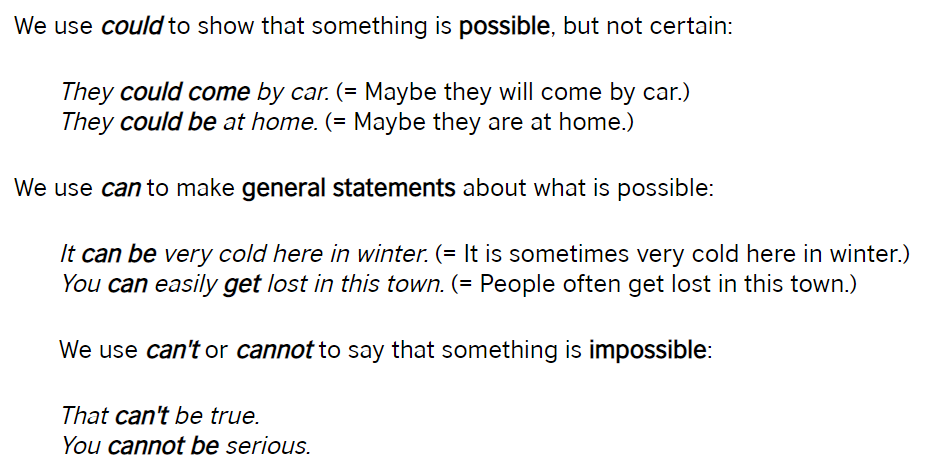 We use could to show that something is possible, but not certain:
They could come by car. (= Maybe they will come by car.)
They could be at home. (= Maybe they are at home.)
We use can to make general statements about what is possible:
It can be very cold here in winter. (= It is sometimes very cold here in winter.)
You can easily get lost in this town. (= People often get lost in this town.)
We use can't or cannot to say that something is impossible:
That can't be true.
You cannot be serious.